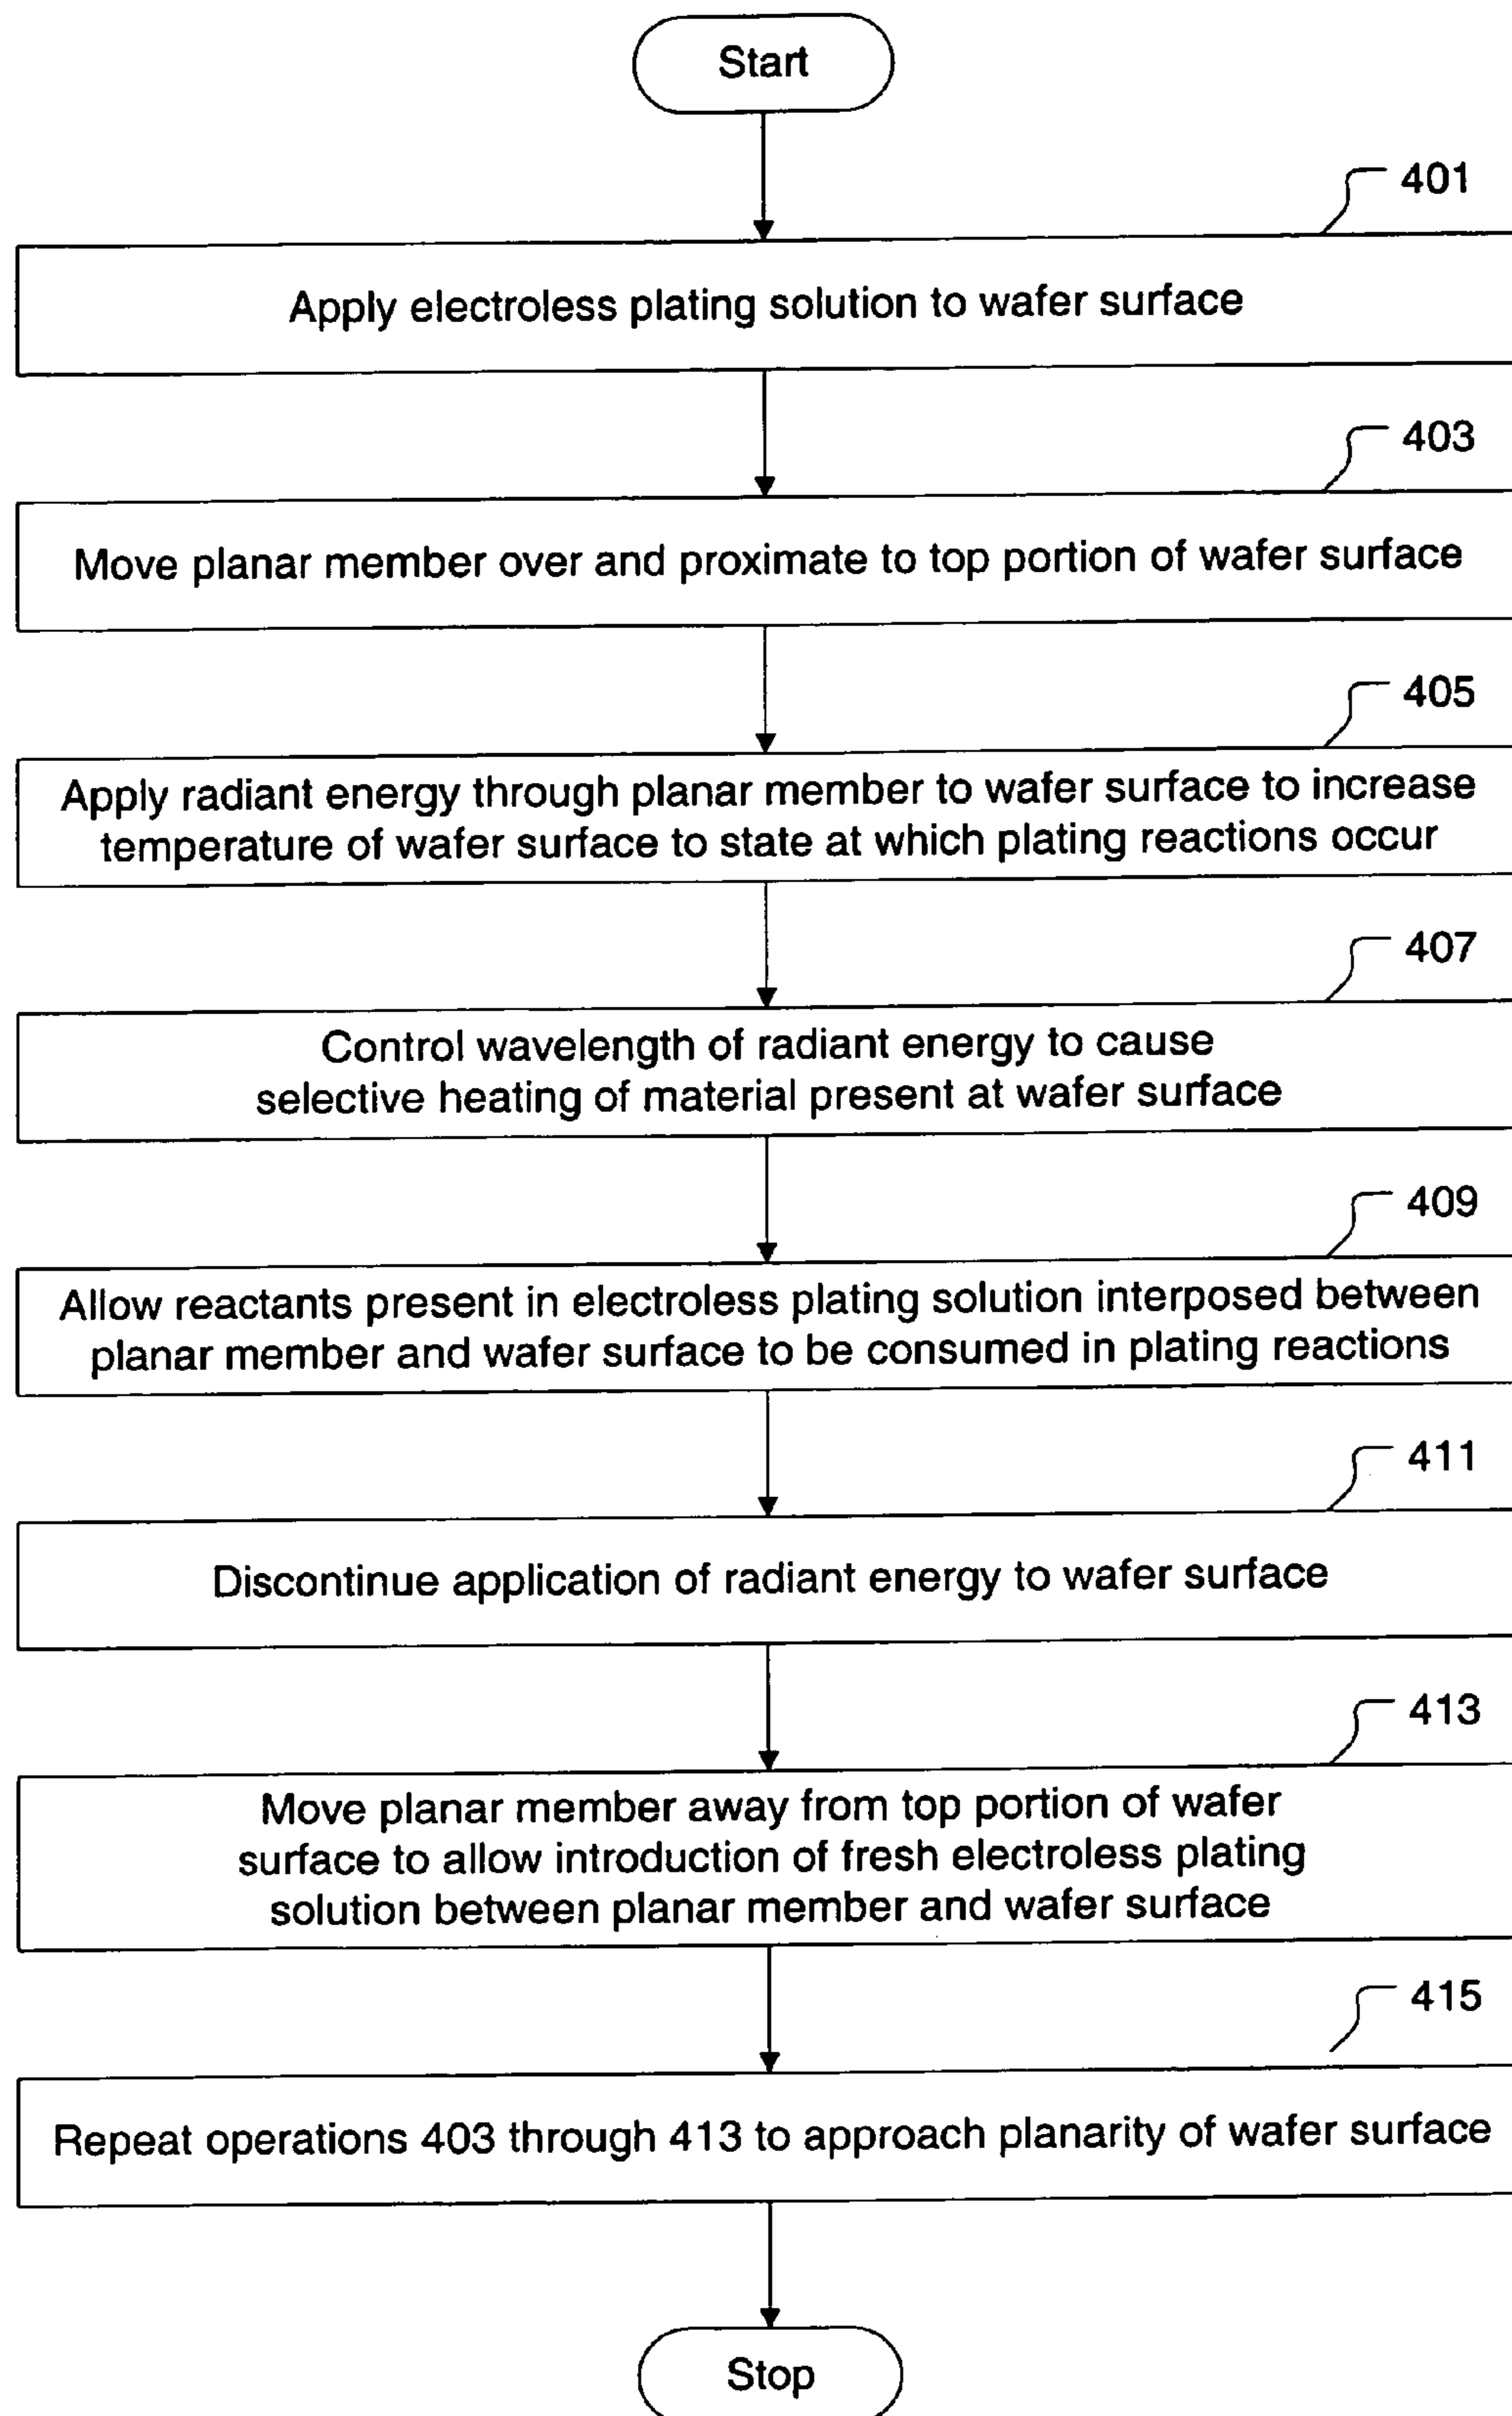 Start
401
Apply electroless plating solution to wafer surface
403
Move planar member over and proximate to top portion of wafer surface
405
Apply radiant energy through planar member to wafer surface to increase
temperature of wafer surface to state at which plating reactions occur
407
Control wavelength of radiant energy to cause
selective heating of material present at wafer surface
409
Allow reactants present in electroless plating solution interposed between
planar member and wafer surface to be consumed in plating reactions
411
Discontinue application of radiant energy to wafer surface
413
Move planar member away from top portion of wafer
surface to allow introduction of fresh electroless plating
solution between planar member and wafer surface
415
Repeat operations 403 through 413 to approach planarity of wafer surface
Stop